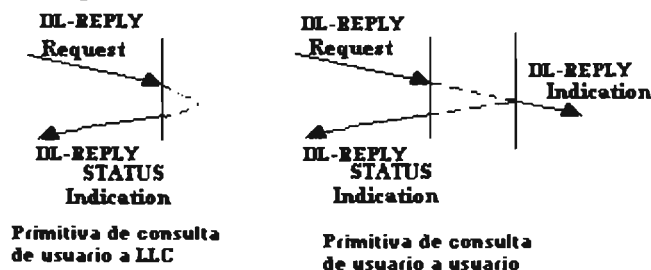 DL-REPLY
Request
DL-REPLY
STATUS
Indication
Primitiva de consulta
de usuario a LLC
DL-REPLY
Request
DL-REPLY
Indication
DL-REPLY
STATUS
Indication
Primitiva de consulta
de usuario a usuario